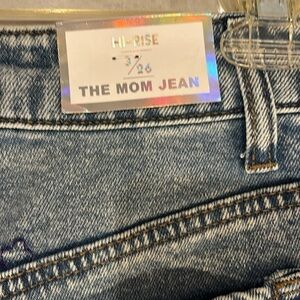 HI-RISE
3/26
THE MOM JEAN